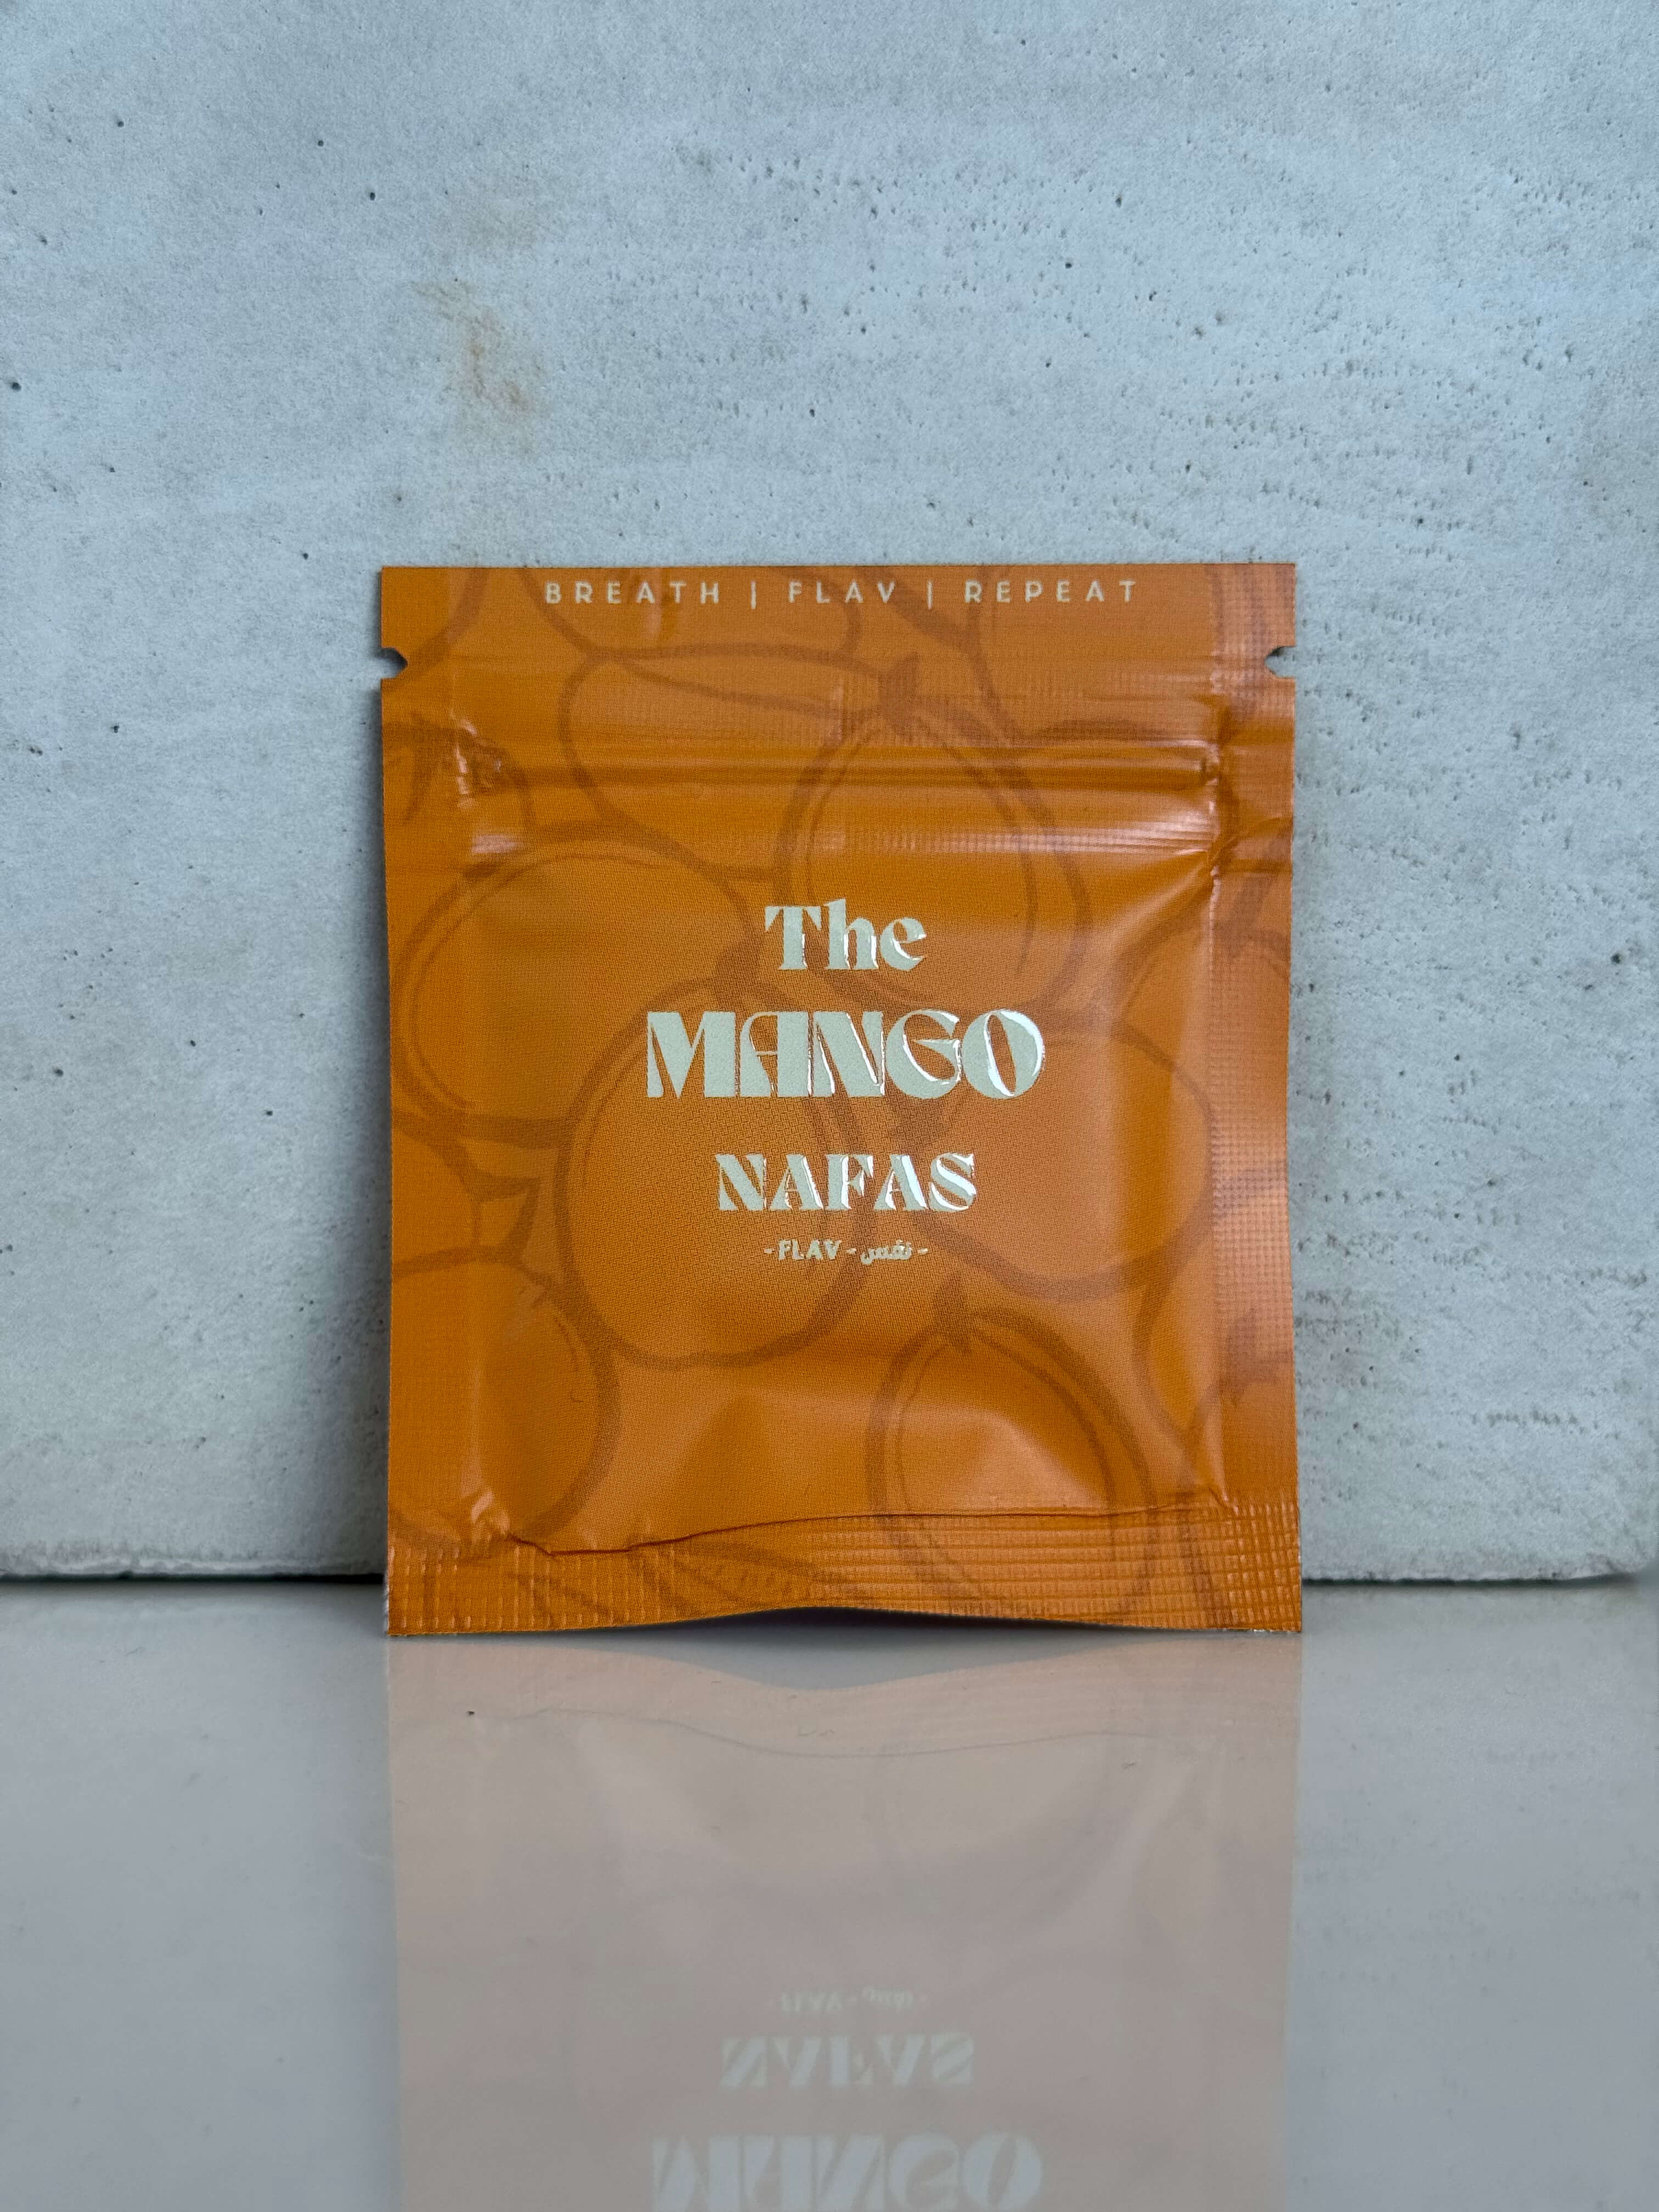 BREATH | FLAV | REPEAT
The
MANGO
NAFAS
- FLAV - نفس -